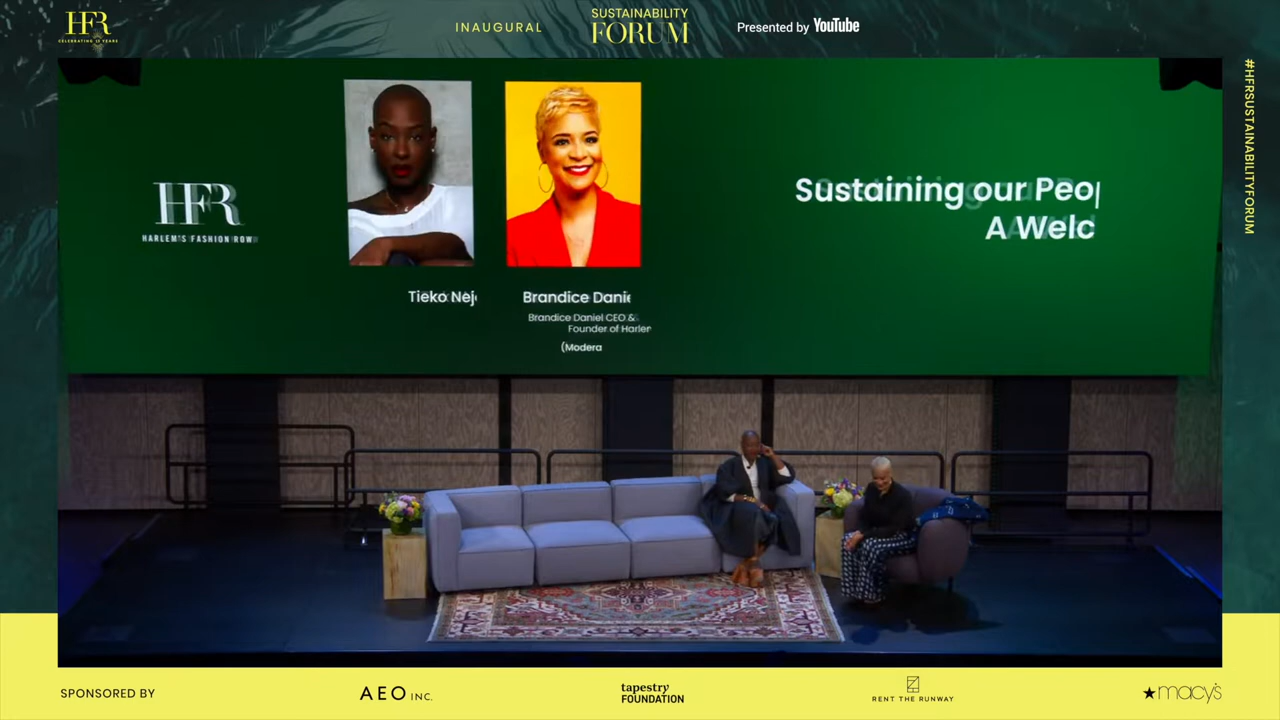 HFR
CELEBRATING 15 YEARS
INAUGURAL
SUSTAINABILITY
FORUM
Presented by YouTube
#HFRSUSTAINABILITYFORUM
HFR
HARLEM'S FASHION ROW
Sustaining our Peo
A Welc
Tieko Nej
Brandice Danie
Brandice Daniel CEO &
Founder of Harlem
(Modera
SPONSORED BY
AEO INC.
tapestry
FOUNDATION
RENT THE RUNWAY
★macy's